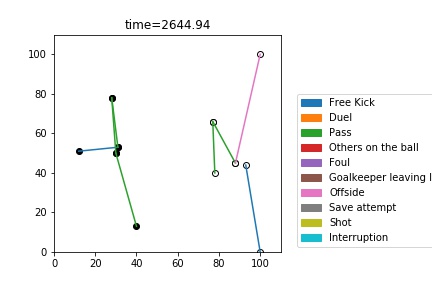 time=2644.94
100
80
60
40
20
0
0 20 40 60 80 100
Free Kick
Duel
Pass
Others on the ball
Foul
Goalkeeper leaving l
Offside
Save attempt
Shot
Interruption